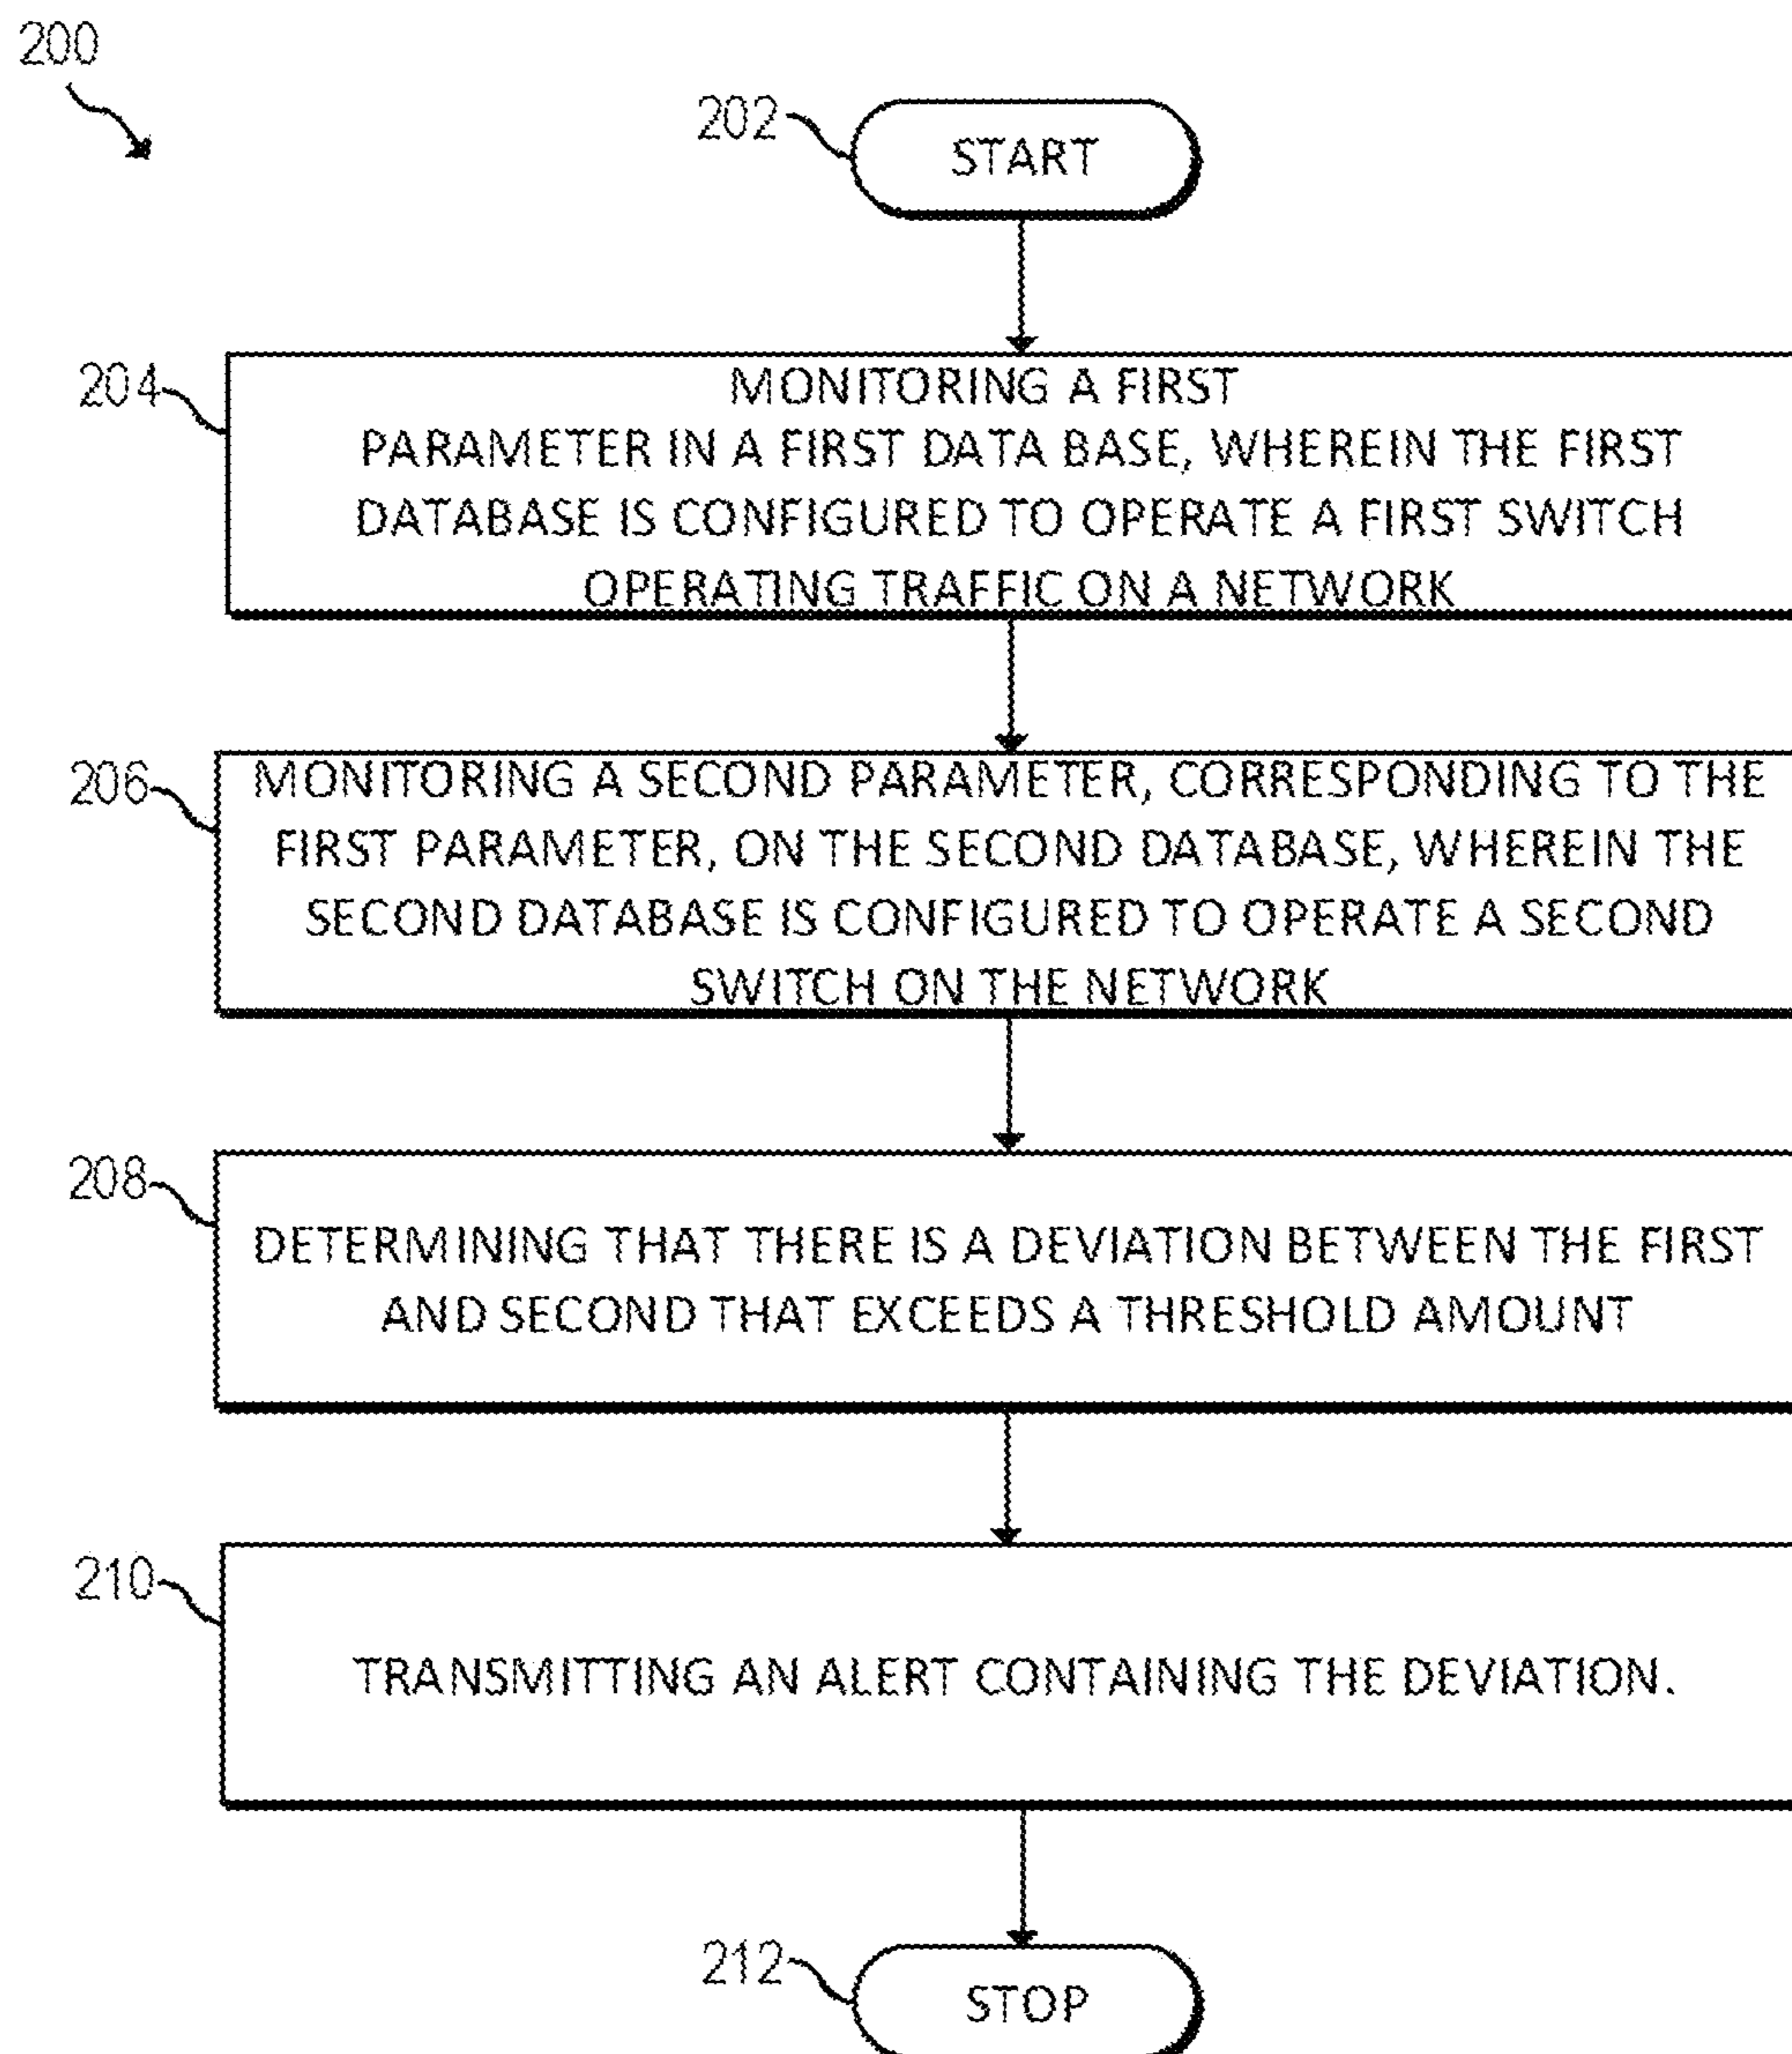 200
202
START
204
MONITORING A FIRST
PARAMETER IN A FIRST DATA BASE, WHEREIN THE FIRST
DATABASE IS CONFIGURED TO OPERATE A FIRST SWITCH
OPERATING TRAFFIC ON A NETWORK
206
MONITORING A SECOND PARAMETER, CORRESPONDING TO THE
FIRST PARAMETER, ON THE SECOND DATABASE, WHEREIN THE
SECOND DATABASE IS CONFIGURED TO OPERATE A SECOND
SWITCH ON THE NETWORK
208
DETERMINING THAT THERE IS A DEVIATION BETWEEN THE FIRST
AND SECOND THAT EXCEEDS A THRESHOLD AMOUNT
210
TRANSMITTING AN ALERT CONTAINING THE DEVIATION.
212
STOP